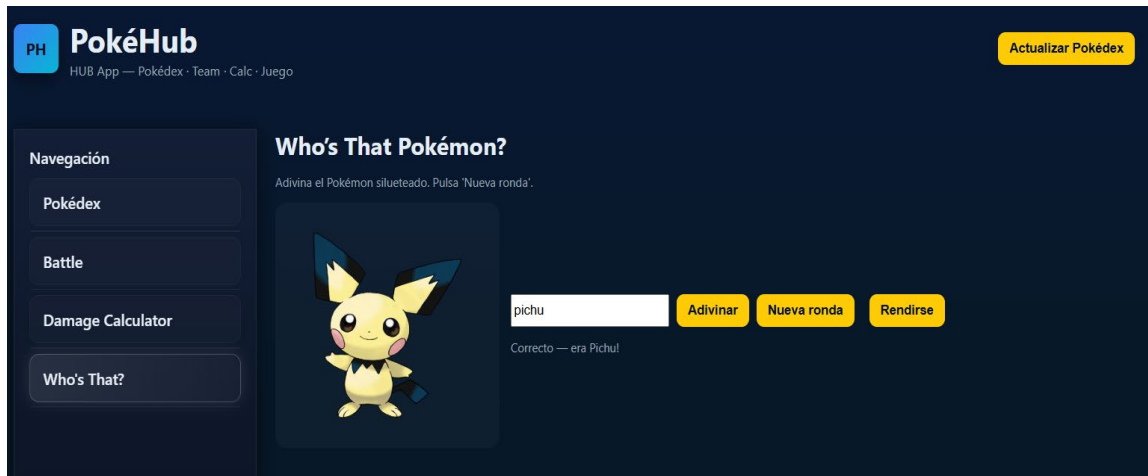 PH
PokéHub
HUB App — Pokédex · Team · Calc · Juego
Actualizar Pokédex
Navegación
Pokédex
Battle
Damage Calculator
Who's That?
Who's That Pokémon?
Adivina el Pokémon silueteado. Pulsa 'Nueva ronda'.
pichu
Adivinar
Nueva ronda
Rendirse
Correcto — era Pichu!